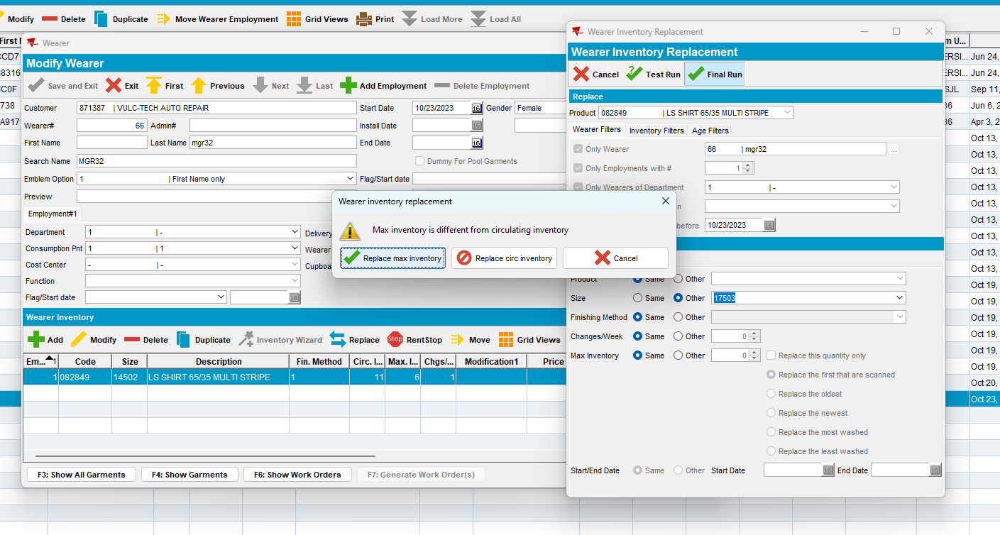 Modify Delete Duplicate Move Wearer Employment Grid Views Print Load More Load All
First
CCD7
88316
3C0F
738
A917
Wearer
Modify Wearer
Save and Exit Exit First Previous Next Last Add Employment Delete Employment
Customer 871387 | VULC-TECH AUTO REPAIR Start Date 10/23/2023 16 Gender Female
Wearer# 66 Admin# Install Date 16
First Name Last Name mgr32 End Date 16
Search Name MGR32 Dummy For Pool Garments
Emblem Option 1 | First Name only Flag/Start date
Preview
Employment#1
Department 1 | - Delivery
Consumption Pnt 1 | 1 Wearer
Cost Center - | - Cupboa
Function
Flag/Start date 16
Wearer Inventory
Add Modify Delete Duplicate Inventory Wizard Replace Stop RentStop Move Grid Views
Em... 1 Code Size Description Fin. Method Circ. I... Max. I... Chgs/... Modification1 Price
1 082849 14502 LS SHIRT 65/35 MULTI STRIPE 1 11 6 1
F3: Show All Garments F4: Show Garments F6: Show Work Orders F7: Generate Work Order(s)
Wearer inventory replacement
Max inventory is different from circulating inventory
Replace max inventory Replace circ inventory Cancel
Wearer Inventory Replacement
Wearer Inventory Replacement
Cancel Test Run Final Run
Replace
Product 082849 | LS SHIRT 65/35 MULTI STRIPE
Wearer Filters Inventory Filters Age Filters
Only Wearer 66 | mgr32 ...
Only Employments with # 1
Only Wearers of Department 1 | -
n
before 10/23/2023 16
Product Same Other
Size Same Other 17503
Finishing Method Same Other
Changes/Week Same Other 0
Max Inventory Same Other 0 Replace this quantity only
Replace the first that are scanned
Replace the oldest
Replace the newest
Replace the most washed
Replace the least washed
Start/End Date Same Other Start Date 16 End Date 16
m U...
ERSI... Jun 24,
ERSI... Jun 24,
SJL Sep 11,
36 Jun 6, 2
36 Apr 3, 2
Oct 13,
Oct 13,
Oct 13,
Oct 13,
Oct 13,
Oct 13,
Oct 13,
Oct 13,
Oct 13,
Oct 19,
Oct 19,
Oct 19,
Oct 19,
Oct 19,
Oct 19,
Oct 20,
Oct 23,